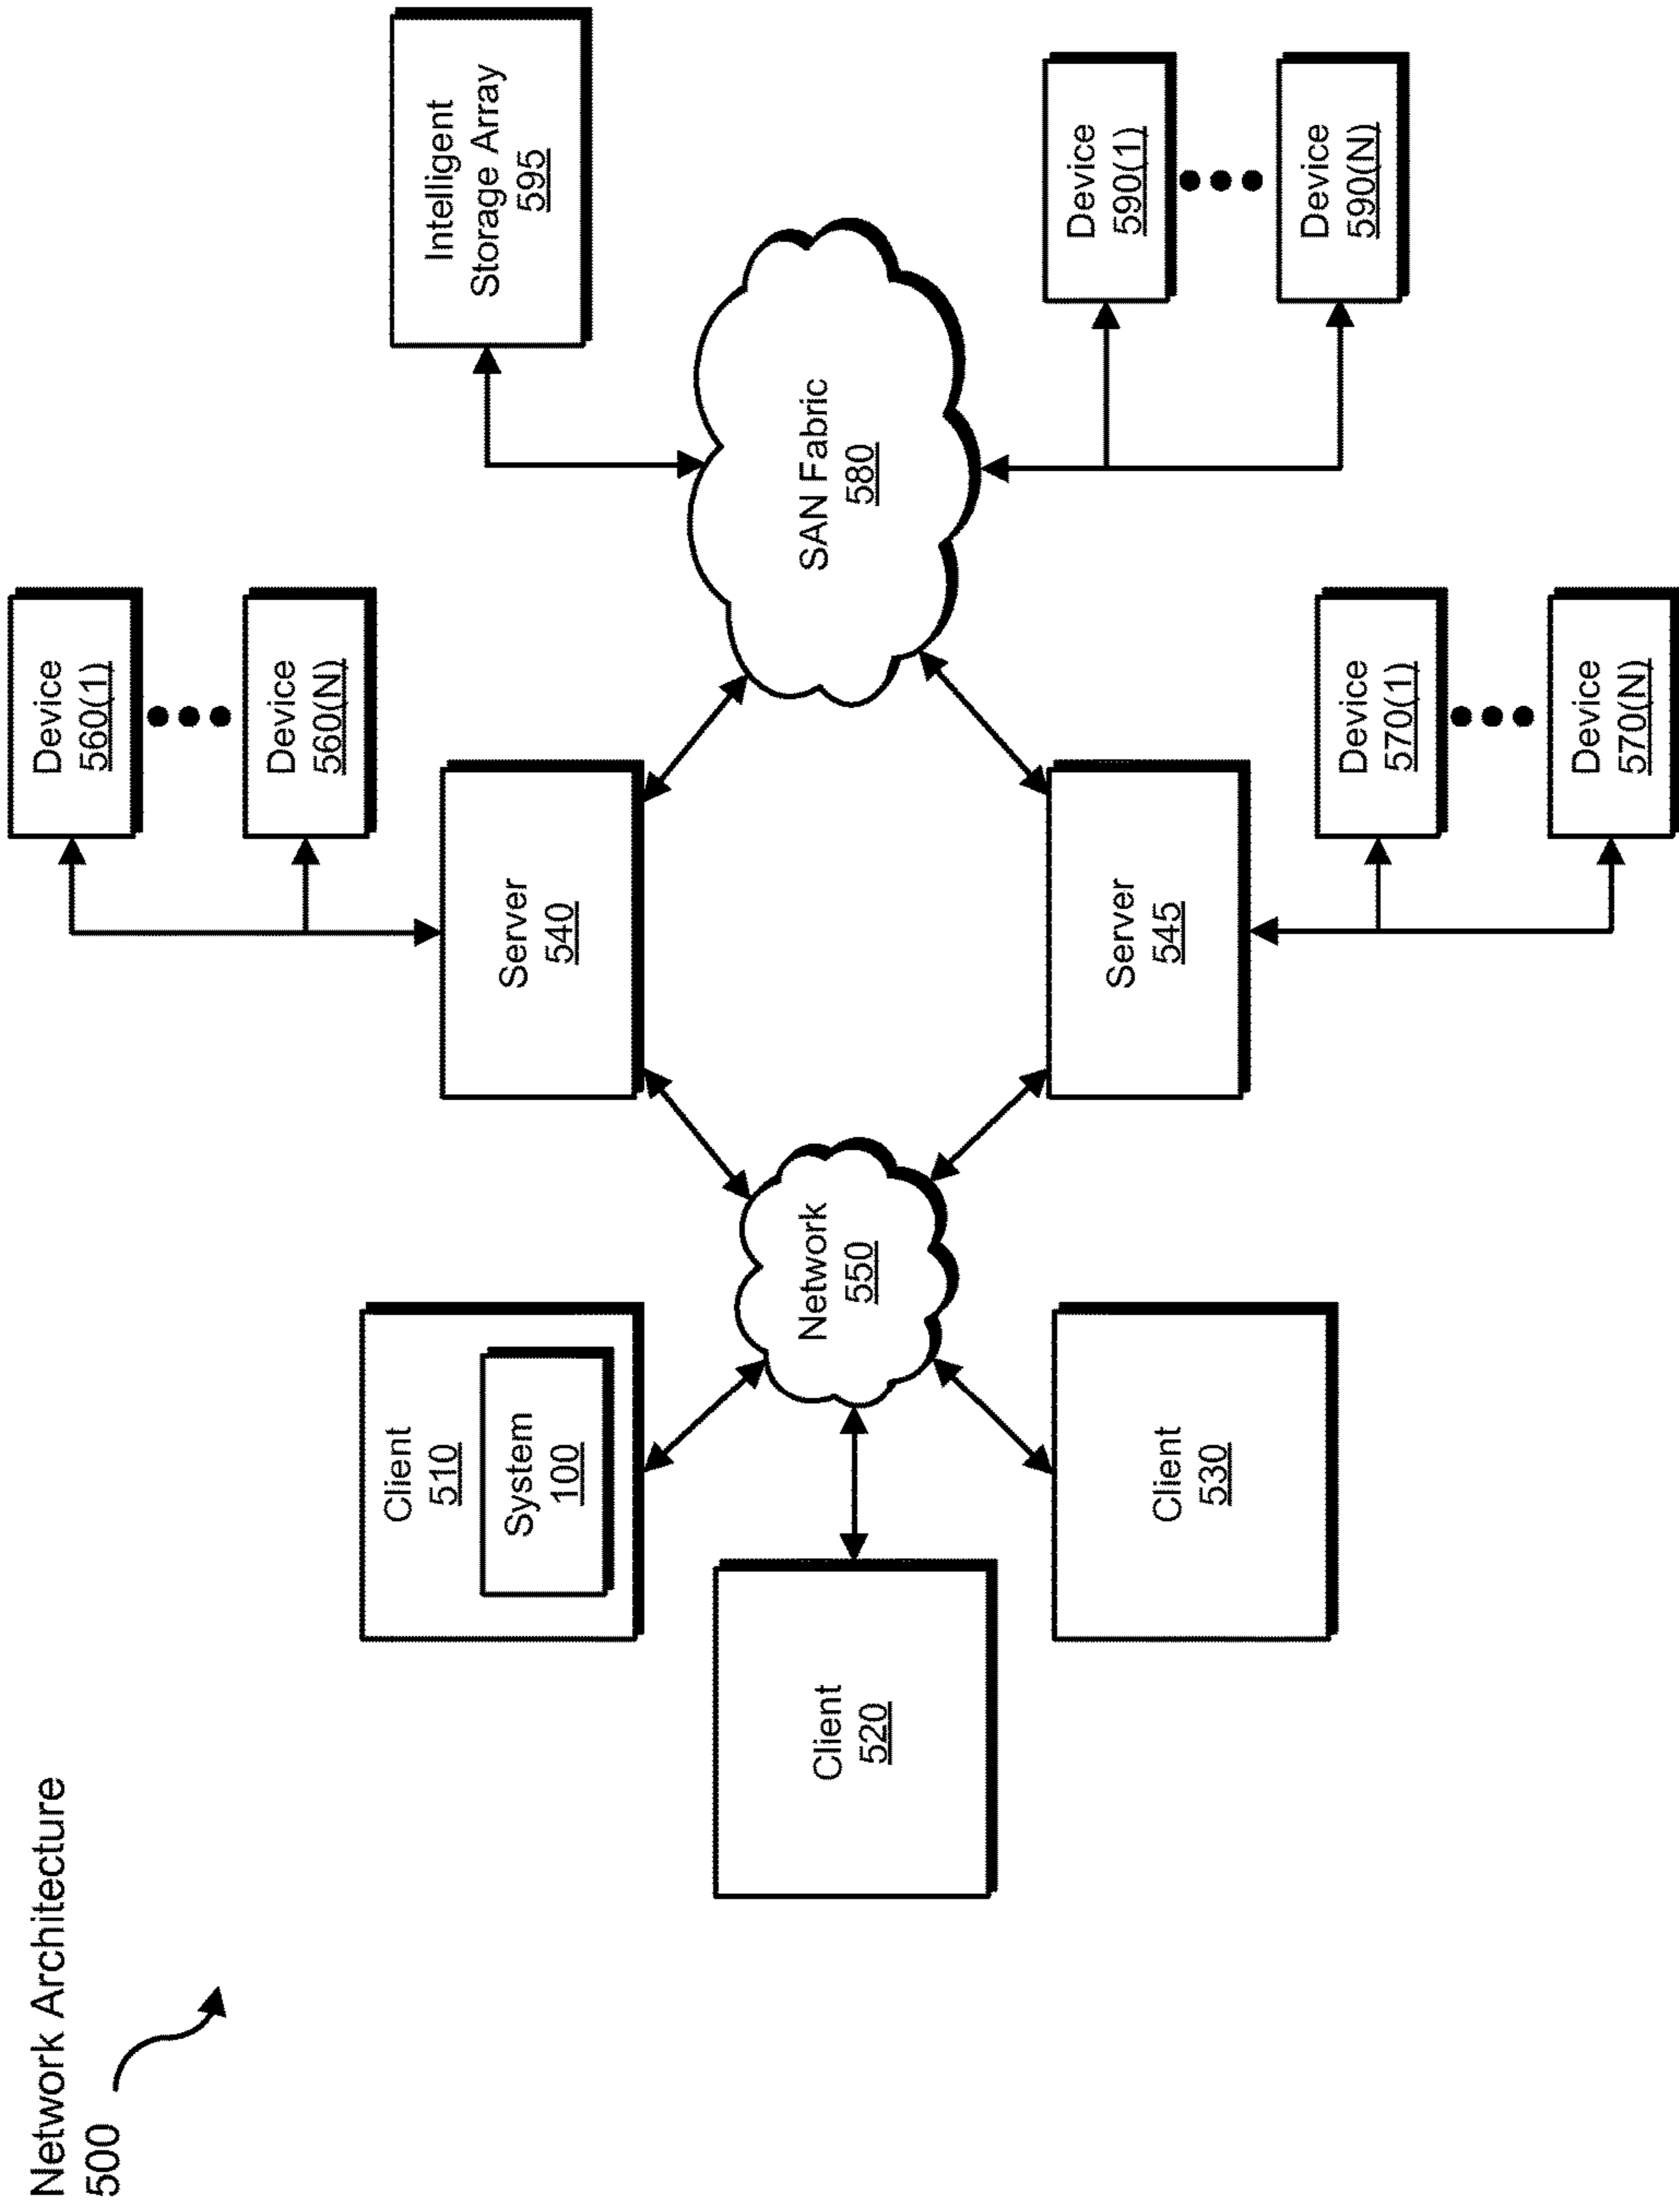 Network Architecture
500
Client
510
System
100
Client
520
Client
530
Network
550
Server
540
Server
545
Device
560(1)
Device
560(N)
Device
570(1)
Device
570(N)
SAN Fabric
580
Intelligent
Storage Array
595
Device
590(1)
Device
590(N)